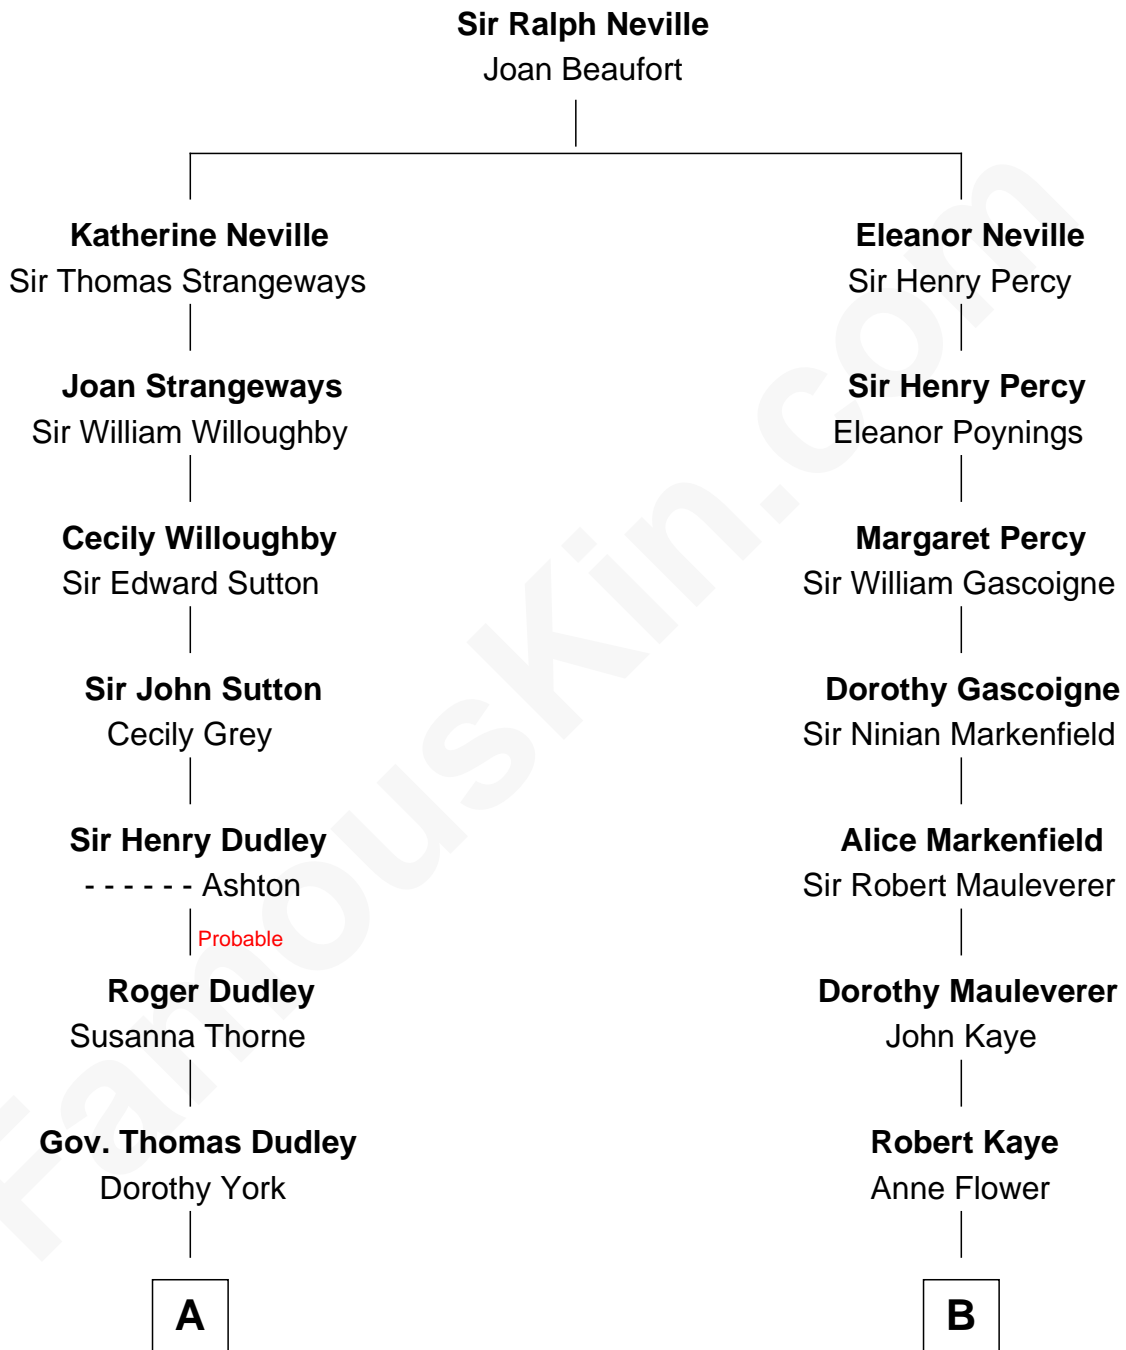 Sir Ralph Neville
Joan Beaufort
Katherine Neville
Sir Thomas Strangeways
Eleanor Neville
Sir Henry Percy
Joan Strangeways
Sir William Willoughby
Sir Henry Percy
Eleanor Poynings
Cecily Willoughby
Sir Edward Sutton
Margaret Percy
Sir William Gascoigne
Sir John Sutton
Cecily Grey
Dorothy Gascoigne
Sir Ninian Markenfield
Sir Henry Dudley
- - - - - - Ashton
Alice Markenfield
Sir Robert Mauleverer
Probable
Roger Dudley
Susanna Thorne
Dorothy Mauleverer
John Kaye
Gov. Thomas Dudley
Dorothy York
Robert Kaye
Anne Flower
A
B
FamousKin.com